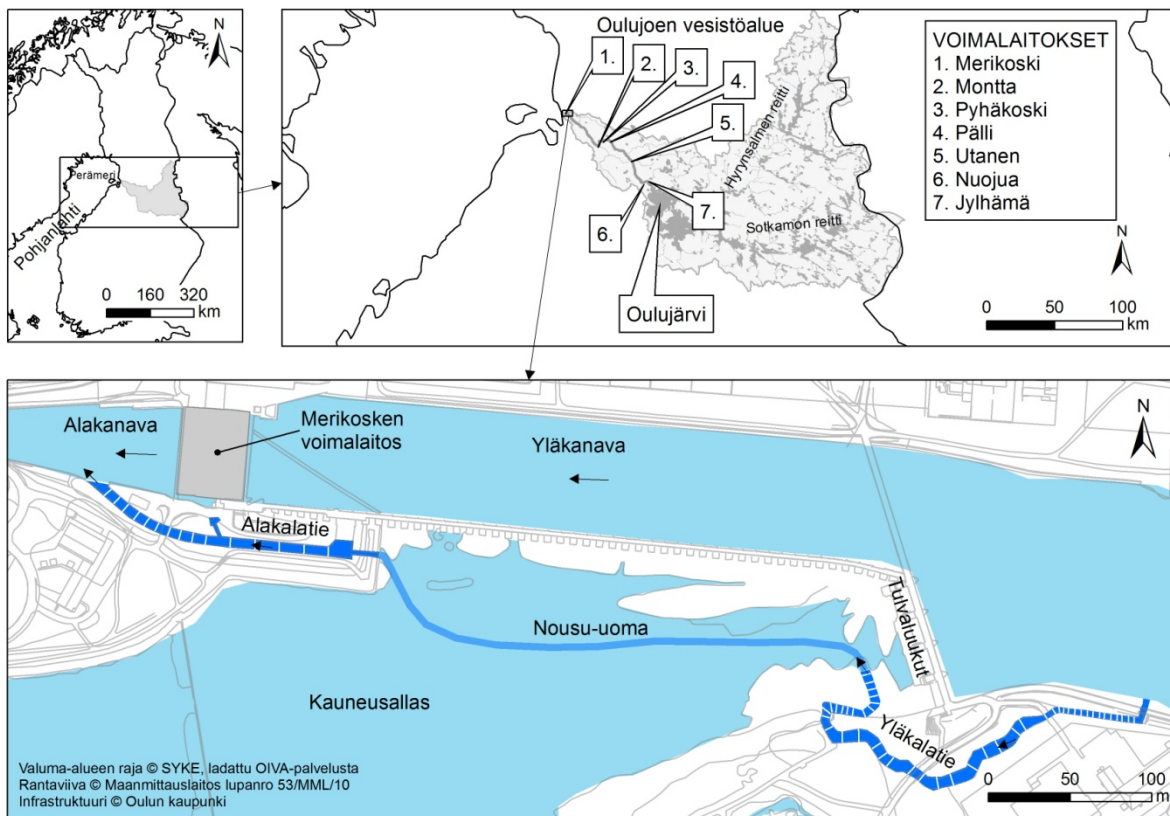 N
Perämeri
Pohjanlahti
0 160 320
km
Oulujoen vesistöalue
1.
2.
3.
4.
5.
6.
7.
Hyrynsalmen reitti
Sotkamon reitti
Oulujärvi
VOIMALAITOKSET
1. Merikoski
2. Montta
3. Pyhäkoski
4. Pälli
5. Utanen
6. Nuojua
7. Jylhämä
N
0 50 100
km
Alakanava
Merikosken
voimalaitos
Yläkanava
N
Alakalatie
Nousu-uoma
Tulvaluukut
Kauneusallas
Yläkalatie
Valuma-alueen raja © SYKE, ladattu OIVA-palvelusta
Rantaviiva © Maanmittauslaitos lupanro 53/MML/10
Infrastruktuuri © Oulun kaupunki
0 50 100
m